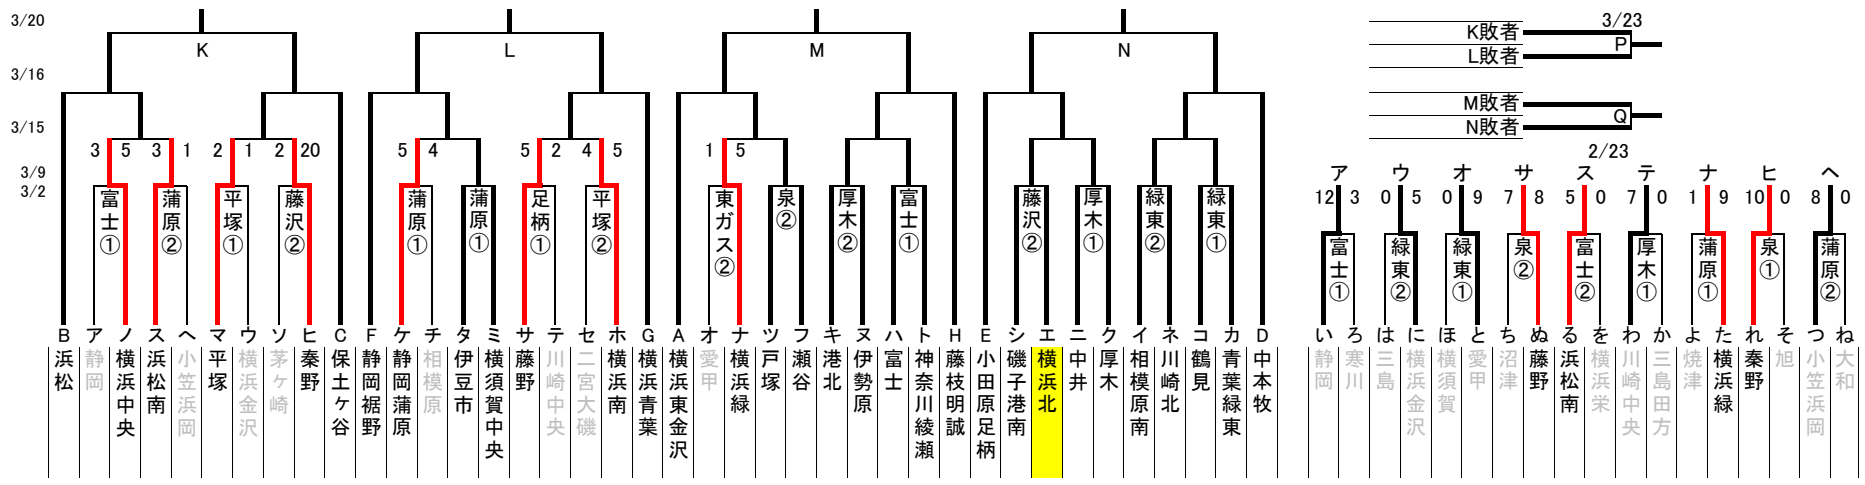 3/20
3/16
3/15
3/9
3/2
K
L
M
N
3 5 3 1 2 1 2 20 5 4 5 2 4 5 1 5
富士①
蒲原②
平塚①
藤沢②
蒲原①
蒲原①
足柄①
平塚②
東ガス②
泉②
厚木②
富士①
藤沢②
厚木①
緑東②
緑東①
B浜松
ア静岡
ノ横浜中央
ス浜松南
ヘ小笠浜岡
マ平塚
ウ横浜金沢
ソ茅ヶ崎
ヒ秦野
C保土ヶ谷
F静岡裾野
ケ静岡蒲原
チ相模原
タ伊豆市
ミ横須賀中央
サ藤野
テ川崎中央
セ二宮大磯
ホ横浜南
G横浜青葉
A横浜東金沢
オ愛甲
ナ横浜緑
ツ戸塚
フ瀬谷
キ港北
ヌ伊勢原
ハ富士
ト神奈川綾瀬
H藤枝明誠
E小田原足柄
シ磯子港南
エ横浜北
ニ中井
ク厚木
イ相模原南
ネ川崎北
コ鶴見
カ青葉緑東
D中本牧
3/23
K敗者
L敗者
P
M敗者
N敗者
Q
2/23
ア ウ オ サ ス テ ナ ヒ ヘ
12 3 0 5 0 9 7 8 5 0 7 0 1 9 10 0 8 0
富士①
緑東②
緑東①
泉②
富士②
厚木①
蒲原①
泉①
蒲原②
い静岡
ろ寒川
は三島
に横浜金沢
ほ横須賀
と愛甲
ち沼津
ぬ藤野
る浜松南
を横浜栄
わ川崎中央
か三島田方
よ焼津
た横浜緑
れ秦野
そ旭
つ小笠浜岡
ね大和